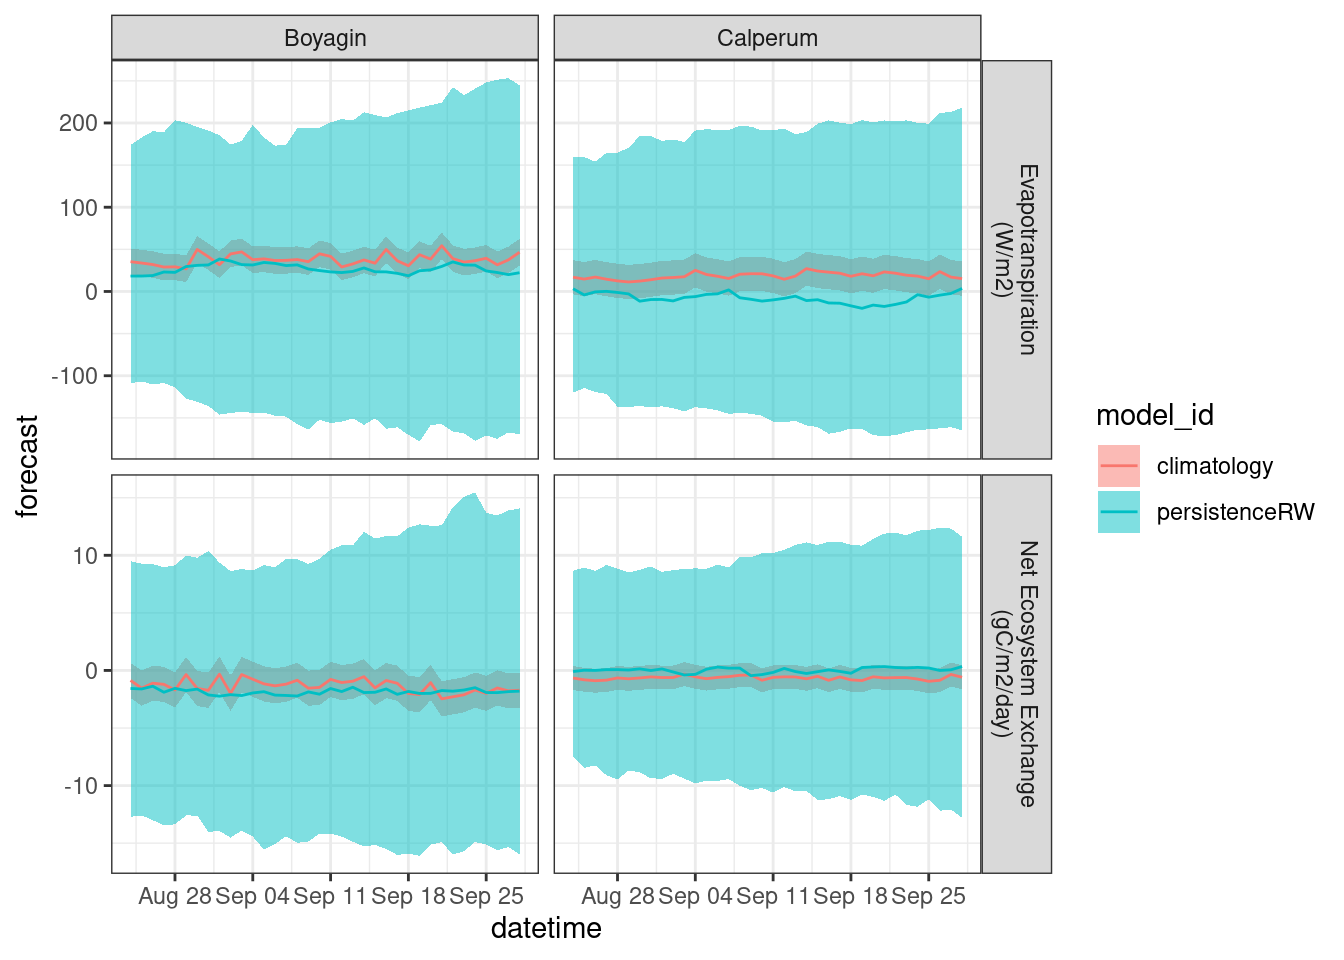 Boyagin
Calperum
200
100
0
-100
Evapotranspiration
(W/m2)
10
0
-10
Net Ecosystem Exchange
(gC/m2/day)
Aug 28 Sep 04 Sep 11 Sep 18 Sep 25
Aug 28 Sep 04 Sep 11 Sep 18 Sep 25
datetime
forecast
model_id
climatology
persistenceRW